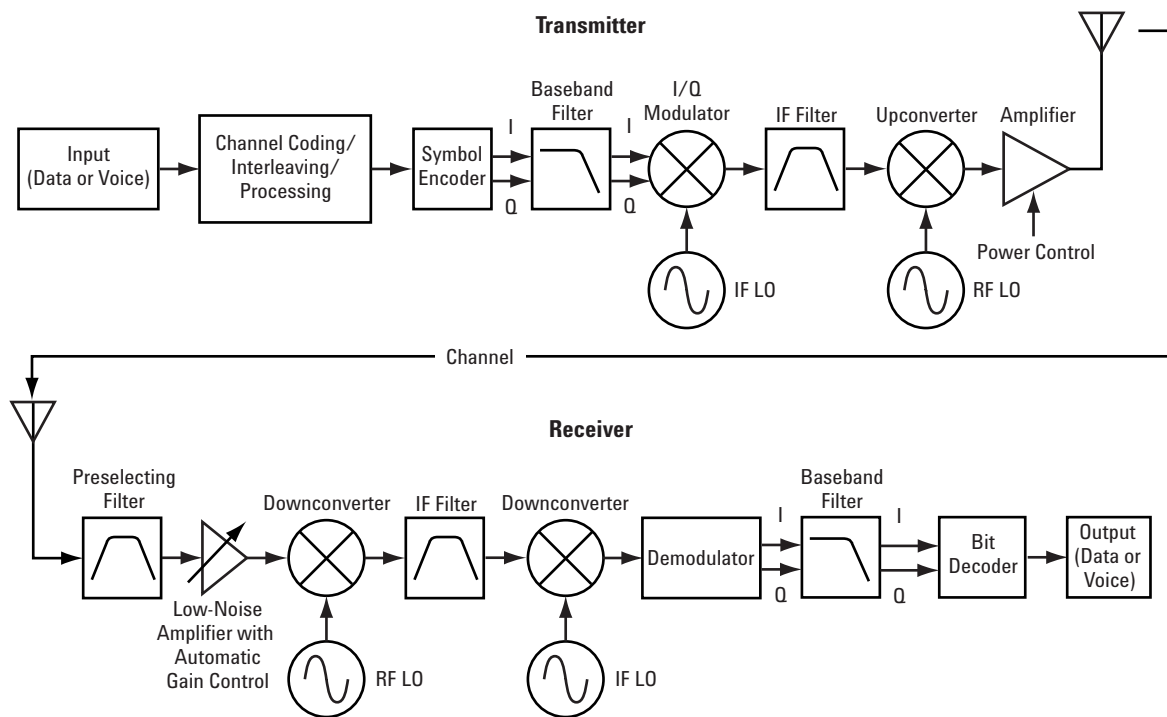 Transmitter
Input
(Data or Voice)
Channel Coding/
Interleaving/
Processing
Symbol
Encoder
I
Q
Baseband
Filter
I
Q
I/Q
Modulator
IF LO
IF Filter
Upconverter
RF LO
Amplifier
Power Control
Channel
Receiver
Preselecting
Filter
Low-Noise
Amplifier with
Automatic
Gain Control
Downconverter
RF LO
IF Filter
Downconverter
IF LO
Demodulator
I
Q
Baseband
Filter
I
Q
Bit
Decoder
Output
(Data or
Voice)